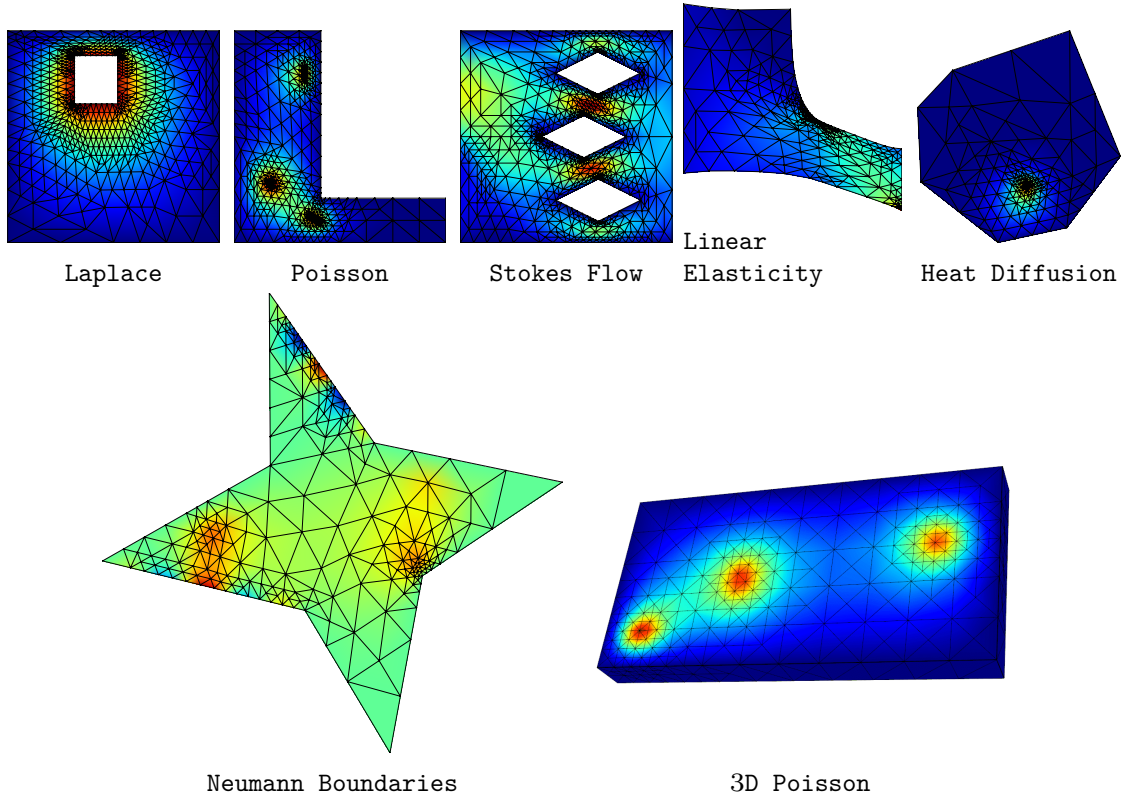 Laplace
Poisson
Stokes Flow
Linear
Elasticity
Heat Diffusion
Neumann Boundaries
3D Poisson